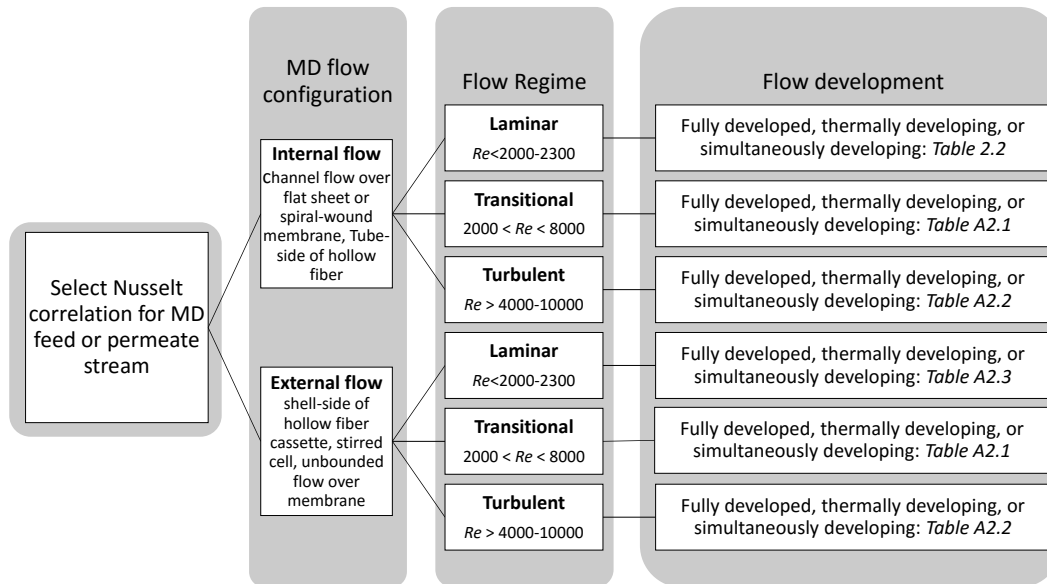 MD flow
configuration
Flow Regime
Flow development
Select Nusselt
correlation for MD
feed or permeate
stream
Internal flow
Channel flow over
flat sheet or
spiral-wound
membrane, Tube-
side of hollow
fiber
External flow
shell-side of
hollow fiber
cassette, stirred
cell, unbounded
flow over
membrane
Laminar
Re<2000-2300
Transitional
2000 < Re < 8000
Turbulent
Re > 4000-10000
Laminar
Re<2000-2300
Transitional
2000 < Re < 8000
Turbulent
Re > 4000-10000
Fully developed, thermally developing, or
simultaneously developing: Table 2.2
Fully developed, thermally developing, or
simultaneously developing: Table A2.1
Fully developed, thermally developing, or
simultaneously developing: Table A2.2
Fully developed, thermally developing, or
simultaneously developing: Table A2.3
Fully developed, thermally developing, or
simultaneously developing: Table A2.1
Fully developed, thermally developing, or
simultaneously developing: Table A2.2